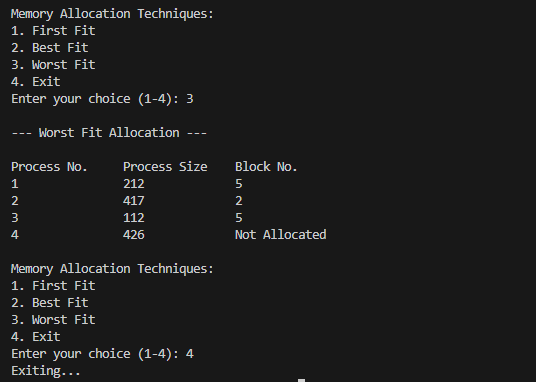 Memory Allocation Techniques:
1. First Fit
2. Best Fit
3. Worst Fit
4. Exit
Enter your choice (1-4): 3
--- Worst Fit Allocation ---
Process No. Process Size Block No.
1 212 5
2 417 2
3 112 5
4 426 Not Allocated
Memory Allocation Techniques:
1. First Fit
2. Best Fit
3. Worst Fit
4. Exit
Enter your choice (1-4): 4
Exiting...